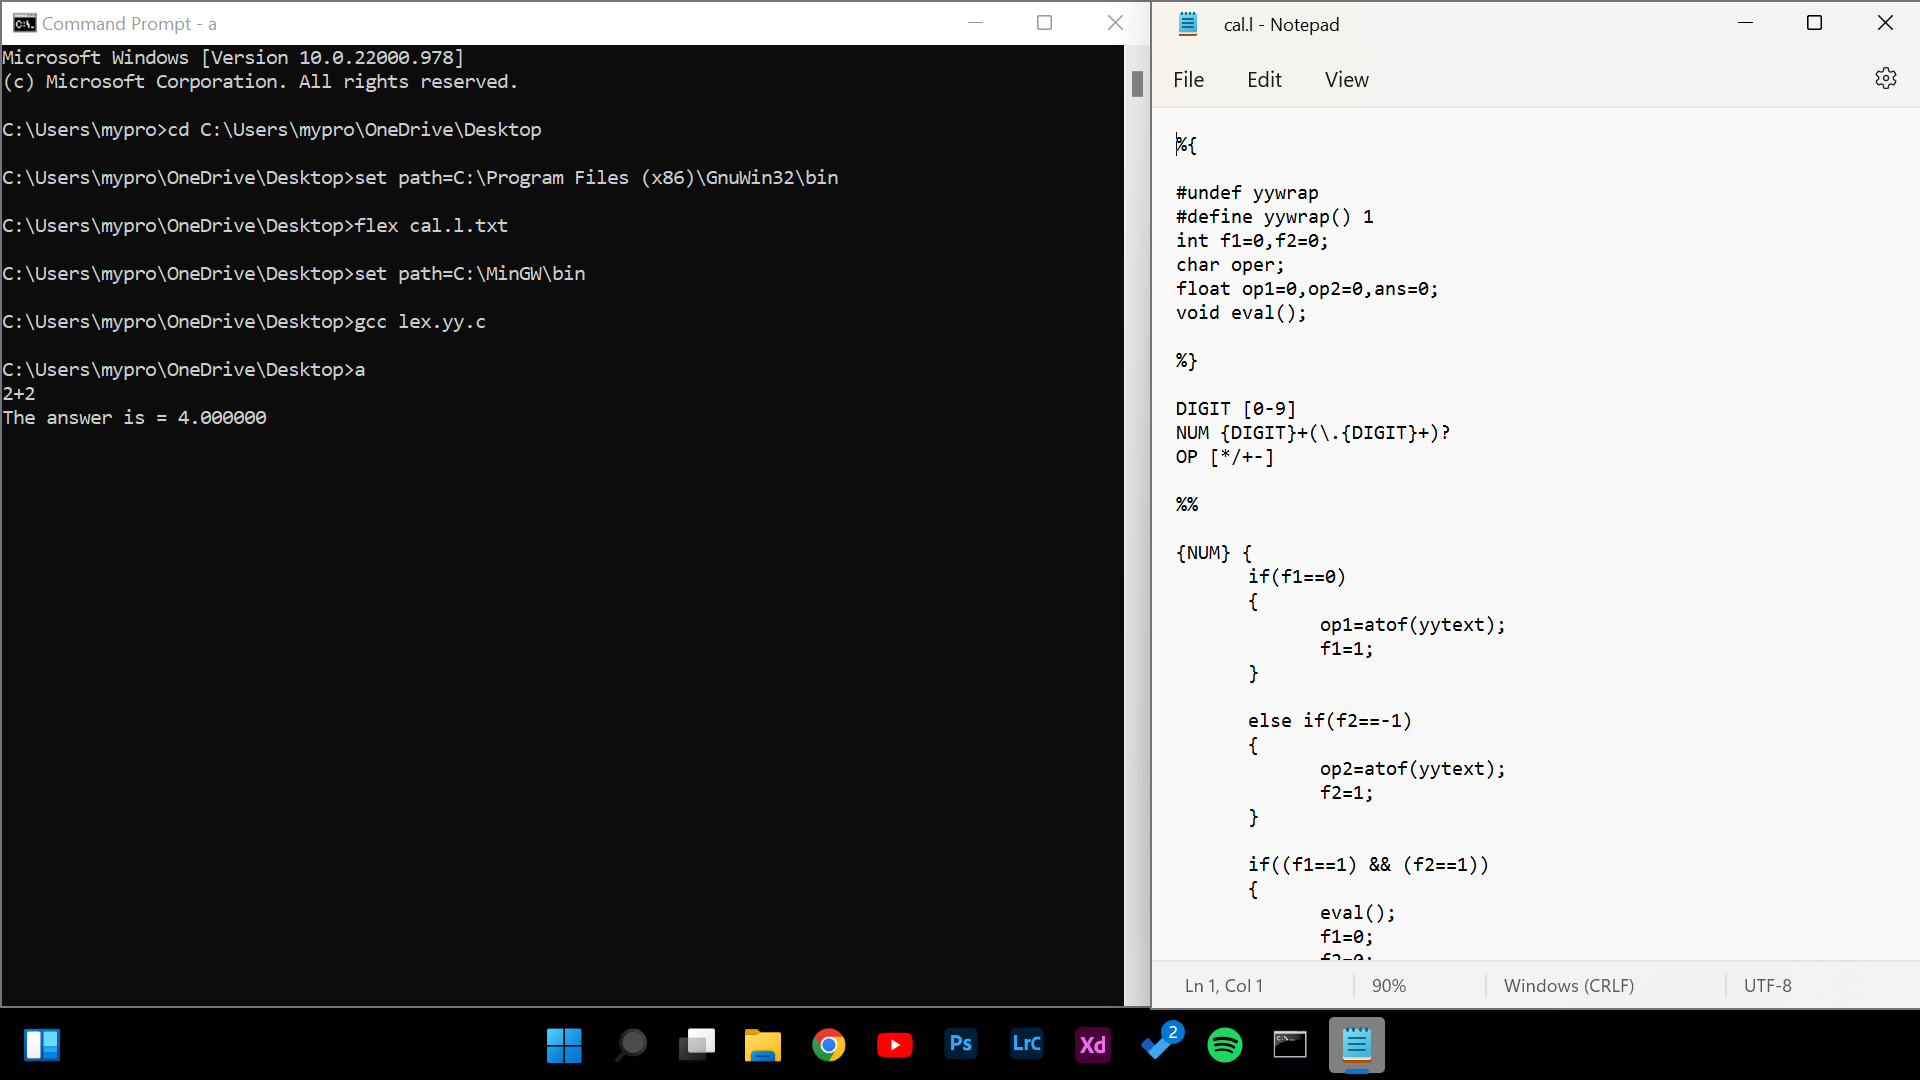 Command Prompt - a
Microsoft Windows [Version 10.0.22000.978]
(c) Microsoft Corporation. All rights reserved.
C:\Users\mypro>cd C:\Users\mypro\OneDrive\Desktop
C:\Users\mypro\OneDrive\Desktop>set path=C:\Program Files (x86)\GnuWin32\bin
C:\Users\mypro\OneDrive\Desktop>flex cal.l.txt
C:\Users\mypro\OneDrive\Desktop>set path=C:\MinGW\bin
C:\Users\mypro\OneDrive\Desktop>gcc lex.yy.c
C:\Users\mypro\OneDrive\Desktop>a
2+2
The answer is = 4.000000
cal.l - Notepad
File Edit View
%{
#undef yywrap
#define yywrap() 1
int f1=0,f2=0;
char oper;
float op1=0,op2=0,ans=0;
void eval();
%}
DIGIT [0-9]
NUM {DIGIT}+(\.{DIGIT}+)?
OP [*/+-]
%%
{NUM} {
if(f1==0)
{
op1=atof(yytext);
f1=1;
}
else if(f2==-1)
{
op2=atof(yytext);
f2=1;
}
if((f1==1) && (f2==1))
{
eval();
f1=0;
f2=0;
Ln 1, Col 1 90% Windows (CRLF) UTF-8
Ps LrC Xd 2